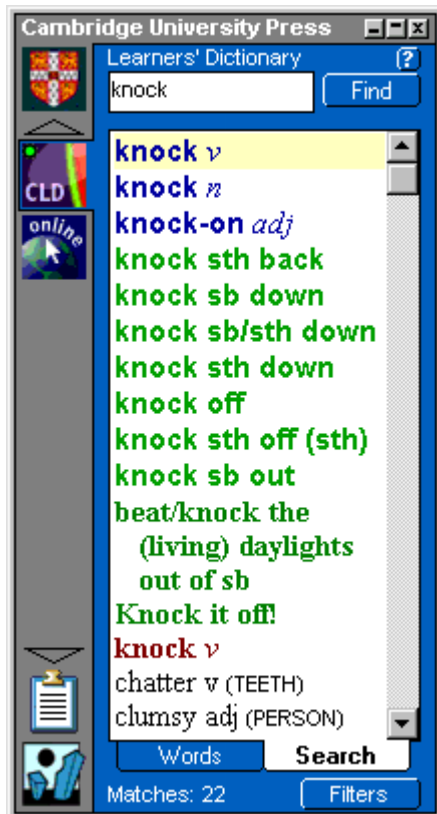 Cambridge University Press
Learners' Dictionary
?
knock
Find
knock v
CLD
knock n
knock-on adj
online
knock sth back
knock sb down
knock sb/sth down
knock sth down
knock off
knock sth off (sth)
knock sb out
beat/knock the
(living) daylights
out of sb
Knock it off!
knock v
chatter v (TEETH)
clumsy adj (PERSON)
Words
Search
Matches: 22
Filters